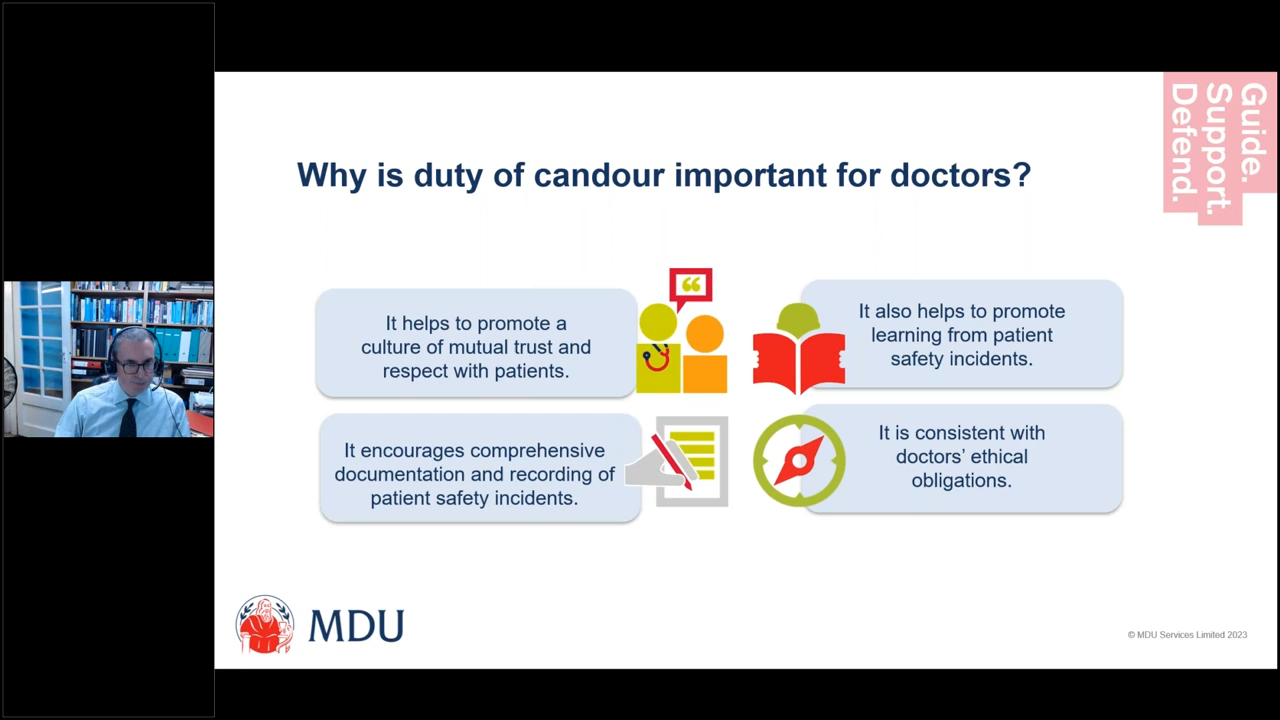 Guide.
Support.
Defend.
Why is duty of candour important for doctors?
It helps to promote a
culture of mutual trust and
respect with patients.
It also helps to promote
learning from patient
safety incidents.
It encourages comprehensive
documentation and recording of
patient safety incidents.
It is consistent with
doctors’ ethical
obligations.
MDU
© MDU Services Limited 2023